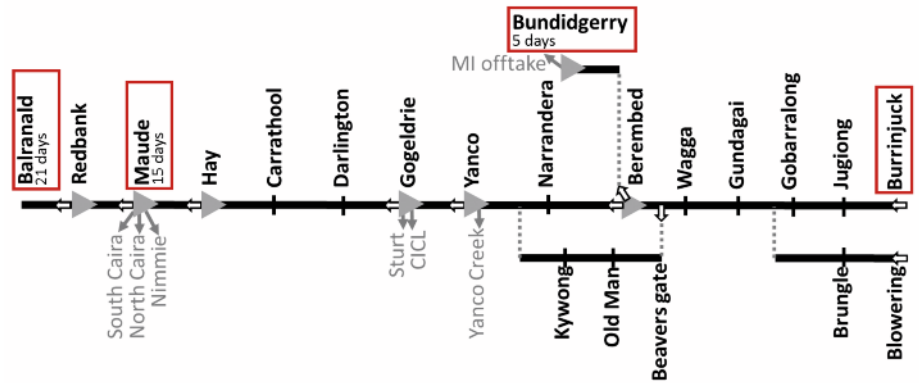 Bundidgerry
5 days
MI offtake
Balranald
21 days
Redbank
Maude
15 days
Hay
Carrathool
Darlington
Gogeldrie
Yanco
Narrandera
Berembed
Wagga
Gundagai
Gobarralong
Jugiong
Burrinjuck
South Caira
North Caira
Nimmie
Sturt
CICL
Yanco Creek
Kywong
Old Man
Beavers gate
Brungle
Blowering